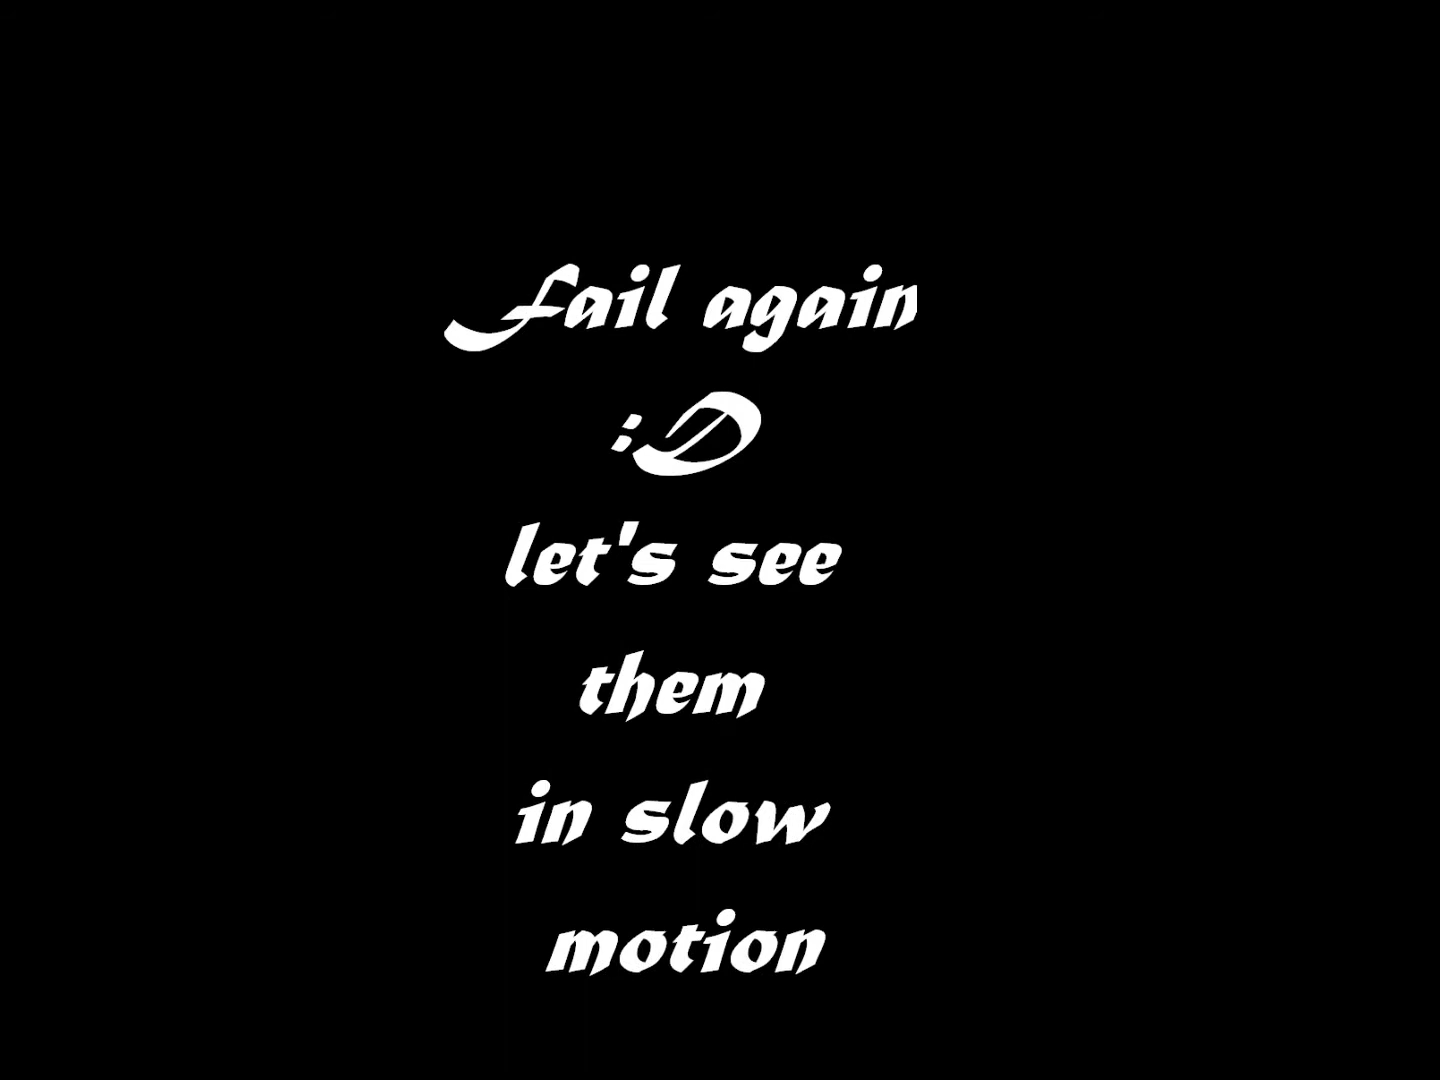 Fail again
:D
let's see
them
in slow
motion